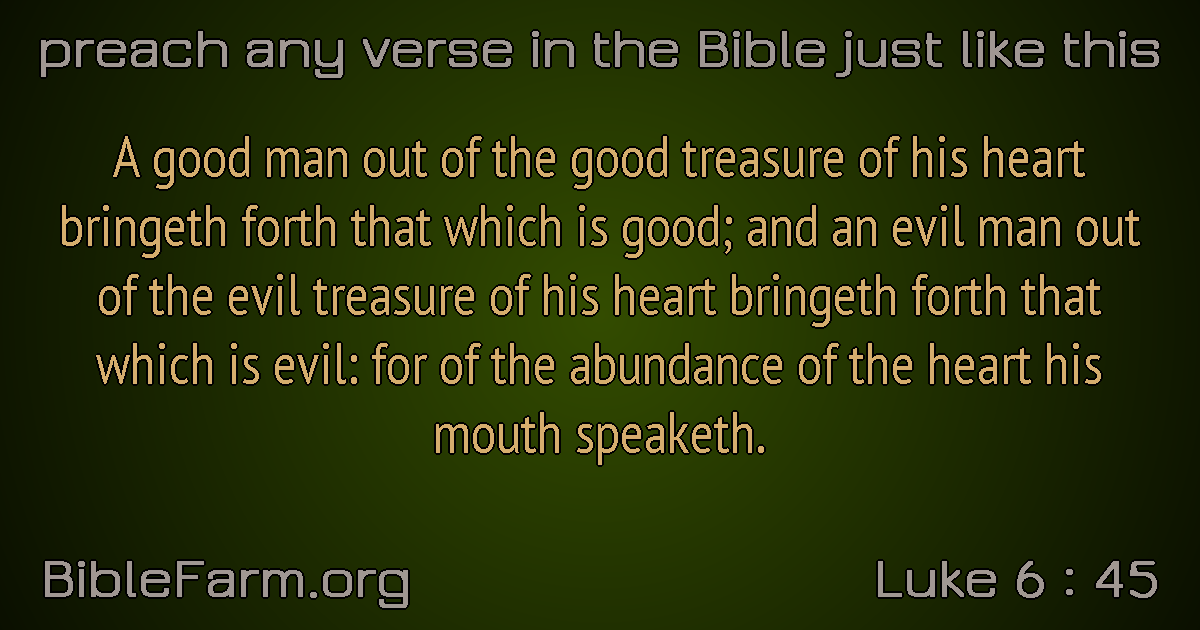 preach any verse in the Bible just like this
A good man out of the good treasure of his heart
bringeth forth that which is good; and an evil man out
of the evil treasure of his heart bringeth forth that
which is evil: for of the abundance of the heart his
mouth speaketh.
BibleFarm.org
Luke 6 : 45